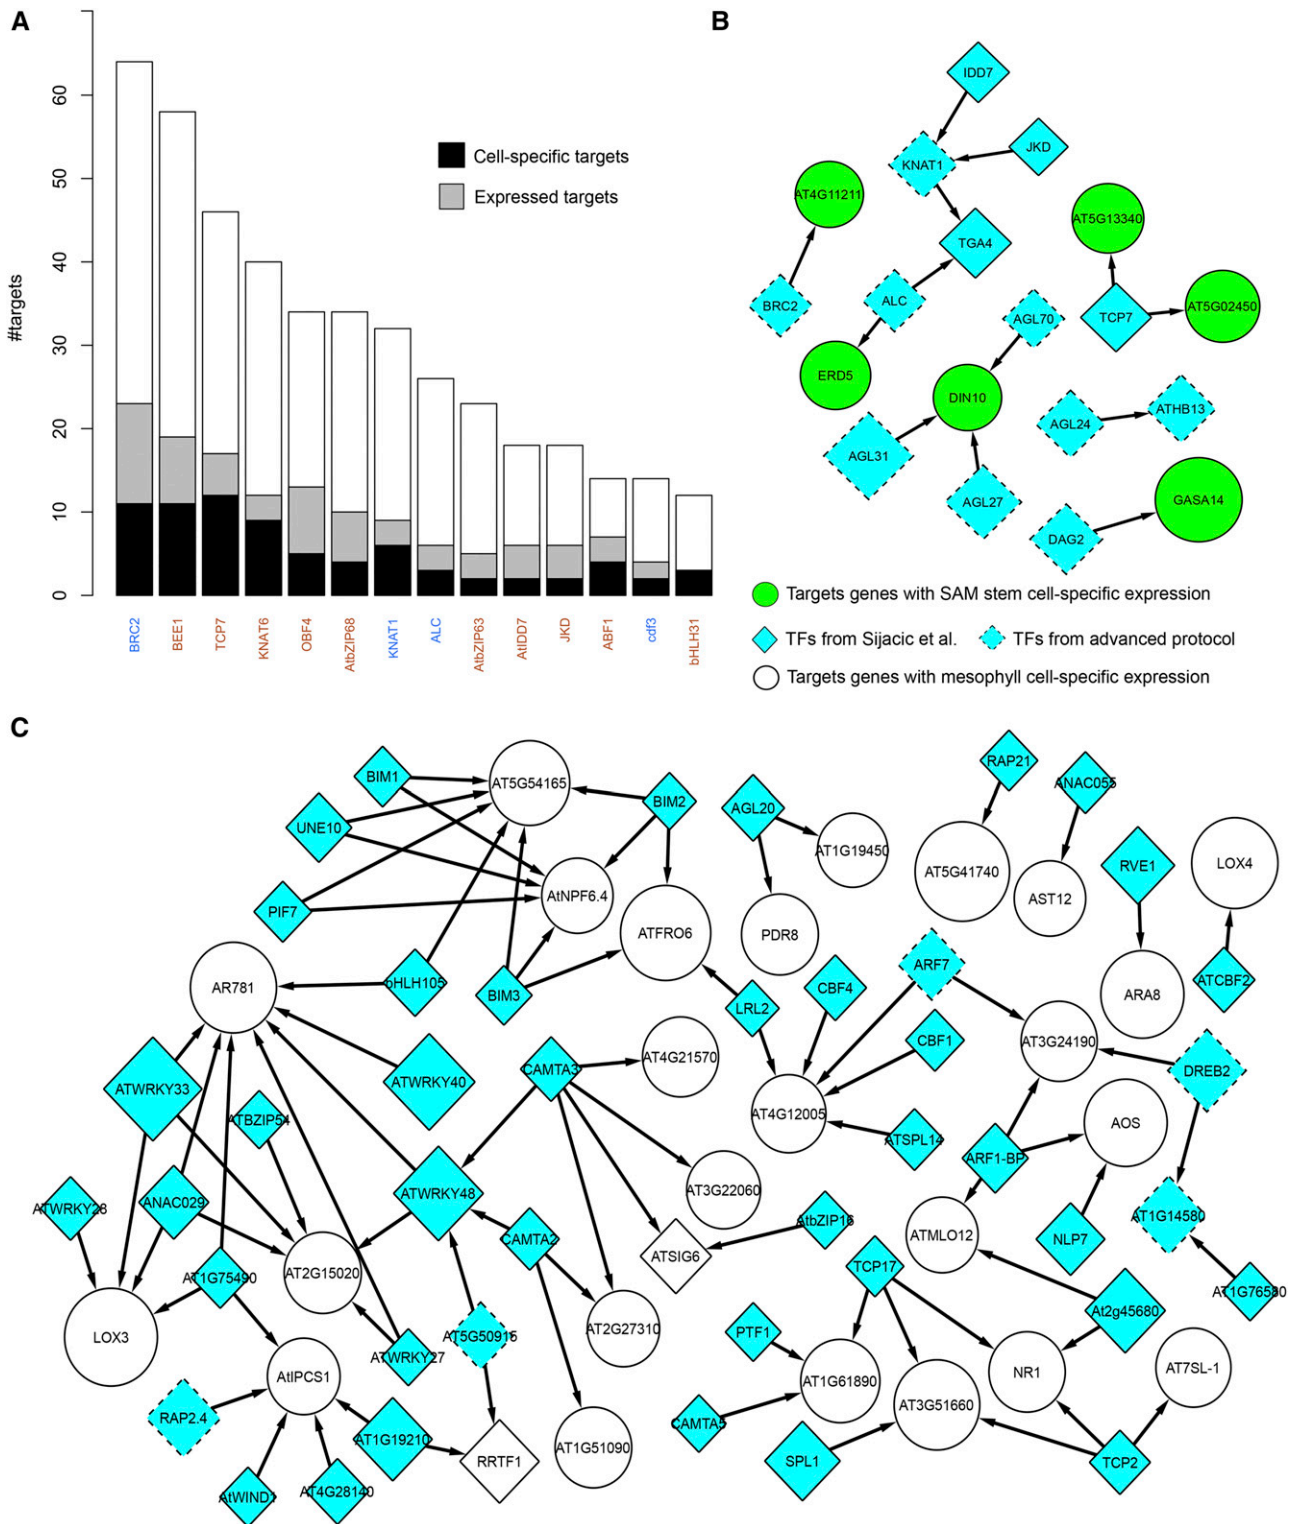 A
#targets
60
50
40
30
20
10
0
Cell-specific targets
Expressed targets
BRC2
BEE1
TCP7
KNAT6
OBF4
AtbZIP68
KNAT1
ALC
AtbZIP63
AtIDD7
JKD
ABF1
cdf3
bHLH31
B
IDD7
JKD
KNAT1
AT4G11211
AT5G13340
TGA4
BRC2
ALC
AGL70
TCP7
AT5G02450
ERD5
DIN10
AGL24
ATHB13
AGL31
AGL27
GASA14
DAG2
Targets genes with SAM stem cell-specific expression
TFs from Sijacic et al.
TFs from advanced protocol
Targets genes with mesophyll cell-specific expression
C
BIM1
AT5G54165
BIM2
AGL20
RAP21
ANAC055
UNE10
AT1G19450
AT5G41740
RVE1
LOX4
PIF7
AtNPF6.4
ATFRO6
PDR8
AST12
AR781
bHLH105
BIM3
LRL2
CBF4
ARF7
ARA8
ATCBF2
CBF1
AT3G24190
ATWRKY33
ATWRKY40
CAMTA3
AT4G21570
DREB2
ATBZIP54
AT4G12005
ATSPL14
AOS
ARF1-BP
ATWRKY28
ANAC029
ATWRKY48
AT3G22060
AtbZIP16
ATMLO12
NLP7
AT1G14580
CAMTA2
ATSIG6
AT1G75490
AT2G15020
TCP17
AT1G76580
LOX3
AT5G50915
AT2G27310
PTF1
At2g45680
ATWRKY27
AtIPCS1
AT1G61890
NR1
AT7SL-1
RAP2.4
AT1G19210
CAMTA5
AT3G51660
AT1G51090
RRTF1
SPL1
TCP2
AtWIND1
AT4G28140